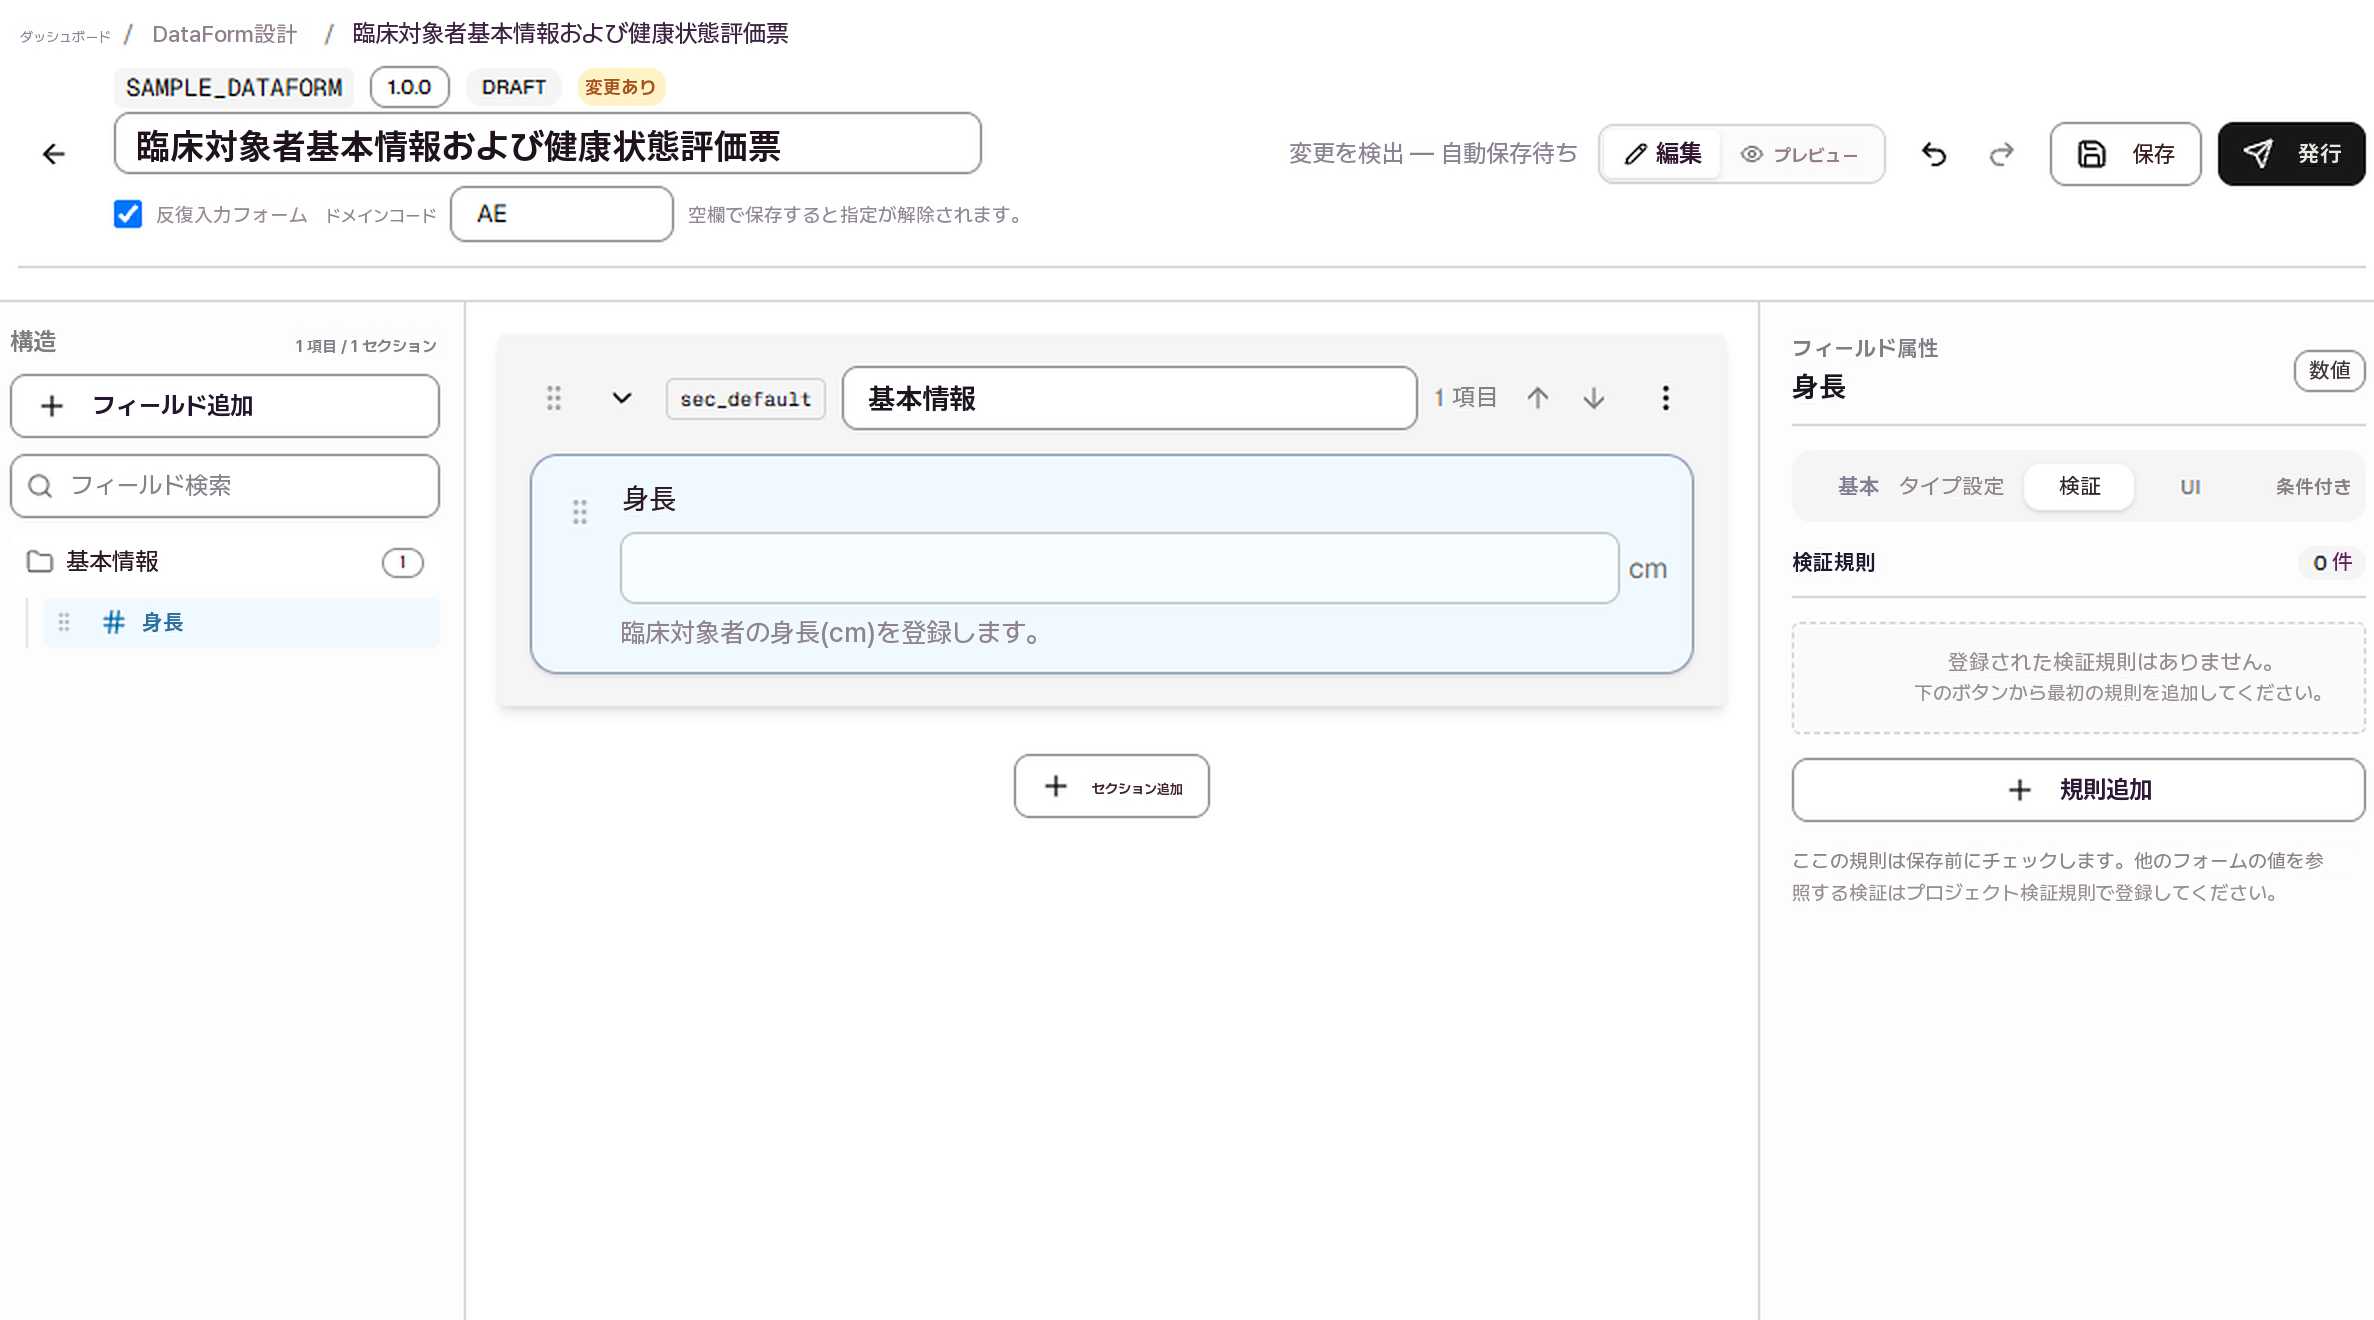 ダッシュボード / DataForm設計 / 臨床対象者基本情報および健康状態評価票
SAMPLE_DATAFORM 1.0.0 DRAFT 変更あり
臨床対象者基本情報および健康状態評価票
変更を検出 — 自動保存待ち 編集 プレビュー 保存 発行
反復入力フォーム ドメインコード AE 空欄で保存すると指定が解除されます。
構造 1 項目 / 1 セクション
フィールド追加
フィールド検索
基本情報 1
身長
sec_default 基本情報 1 項目
身長
cm
臨床対象者の身長(cm)を登録します。
セクション追加
フィールド属性
身長 数値
基本 タイプ設定 検証 UI 条件付き
検証規則 0 件
登録された検証規則はありません。
下のボタンから最初の規則を追加してください。
規則追加
ここの規則は保存前にチェックします。他のフォームの値を参
照する検証はプロジェクト検証規則で登録してください。